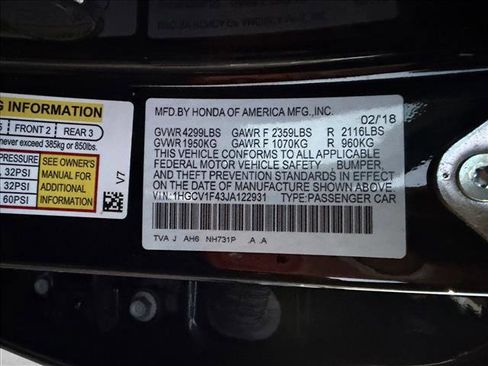 G INFORMATION
5 FRONT 2 REAR 3
never exceed 385kg or 850lbs.
PRESSURE SEE OWNER'S
32PSI MANUAL FOR
32PSI ADDITIONAL
60PSI INFORMATION
V7
MFD.BY HONDA OF AMERICA MFG.,INC.
02/18
GVWR 4299LBS GAWR F 2359LBS R 2116LBS
GVWR 1950KG GAWR F 1070KG R 960KG
THIS VEHICLE CONFORMS TO ALL APPLICABLE
FEDERAL MOTOR VEHICLE SAFETY, BUMPER,
AND THEFT PREVENTION STANDARDS IN EFFECT ON
THE DATE OF MANUFACTURE SHOWN ABOVE.
V.I.N: 1HGCV1F43JA122931 TYPE:PASSENGER CAR
TVA J AH6 NH731P .A .A